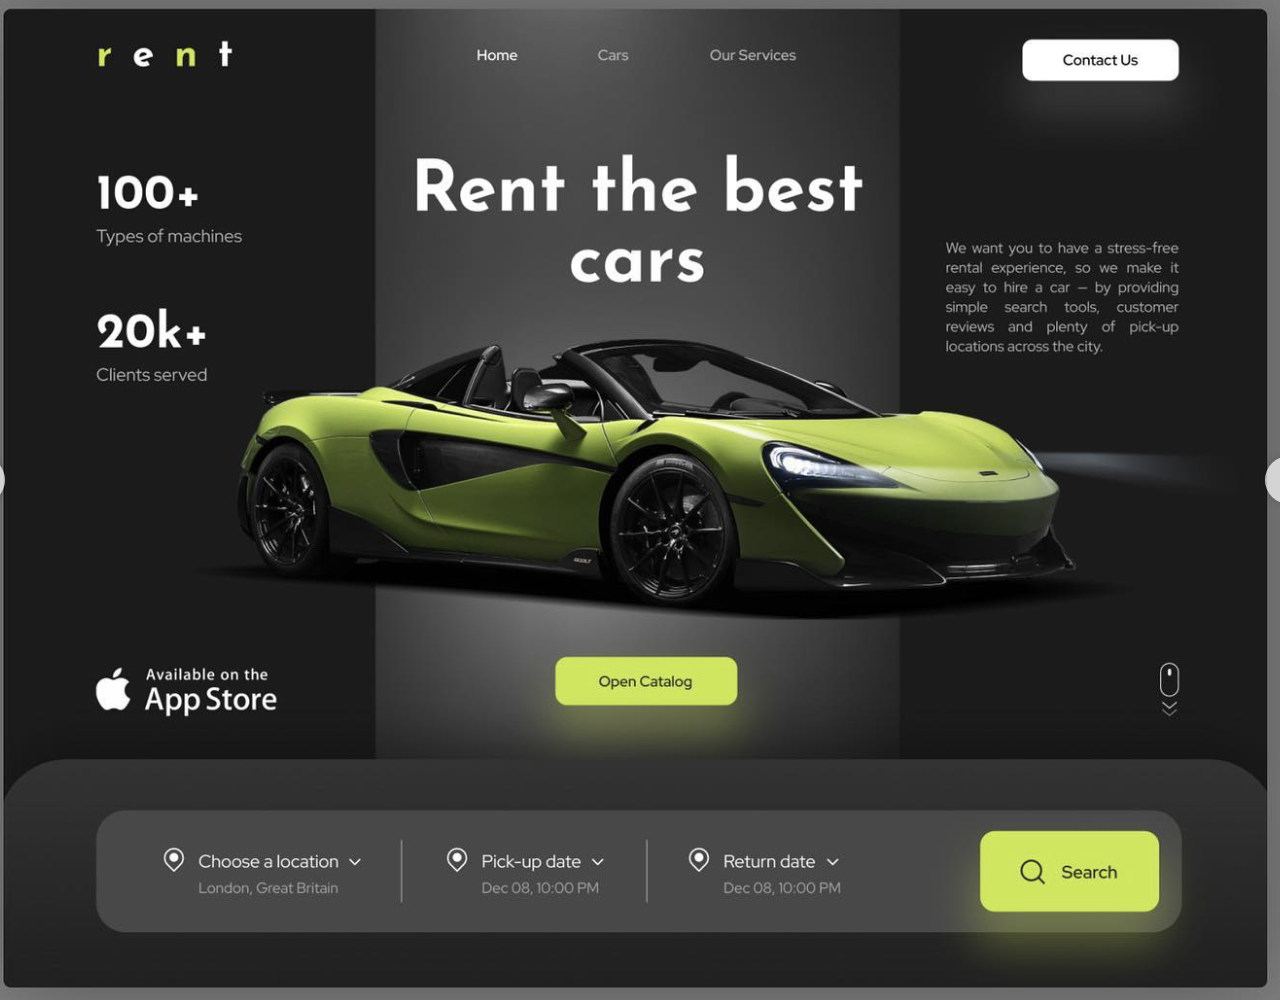 rent
Home
Cars
Our Services
Contact Us
Rent the best
cars
100+
Types of machines
20k+
Clients served
We want you to have a stress-free
rental experience, so we make it
easy to hire a car – by providing
simple search tools, customer
reviews and plenty of pick-up
locations across the city.
Available on the
App Store
Open Catalog
Choose a location
London, Great Britain
Pick-up date
Dec 08, 10:00 PM
Return date
Dec 08, 10:00 PM
Search